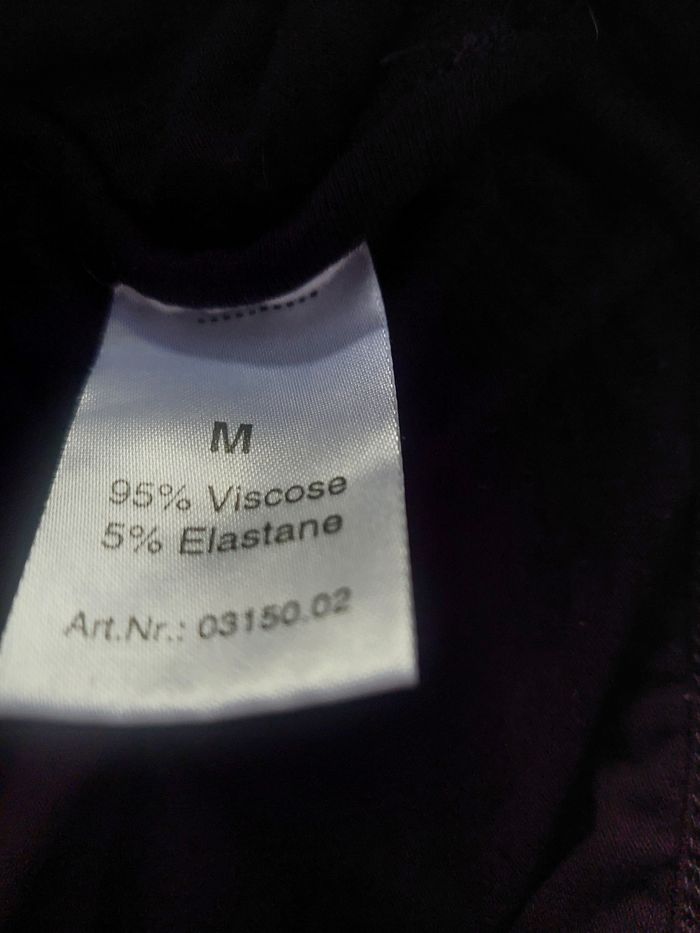 M
95% Viscose
5% Elastane
Art.Nr.: 03150.02